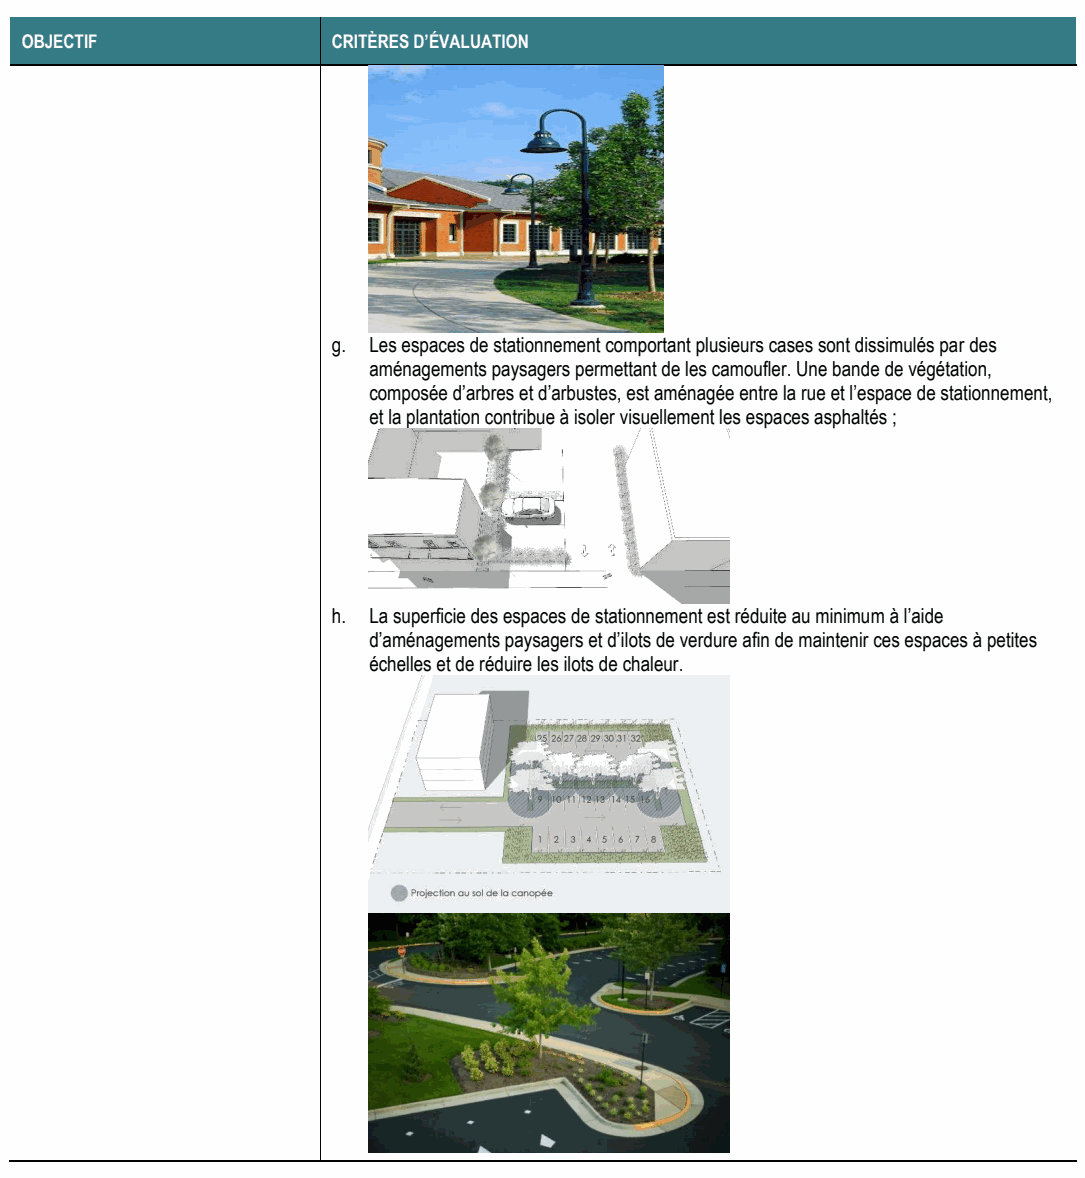 OBJECTIF
CRITÈRES D'ÉVALUATION
g. Les espaces de stationnement comportant plusieurs cases sont dissimulés par des
aménagements paysagers permettant de les camoufler. Une bande de végétation,
composée d'arbres et d'arbustes, est aménagée entre la rue et l'espace de stationnement,
et la plantation contribue à isoler visuellement les espaces asphaltés ;
h. La superficie des espaces de stationnement est réduite au minimum à l'aide
d'aménagements paysagers et d'ilots de verdure afin de maintenir ces espaces à petites
échelles et de réduire les ilots de chaleur.
25 26 27 28 29 30 31 32
9 10 11 12 13 14 15 16
1 2 3 4 5 6 7 8
Projection au sol de la canopée